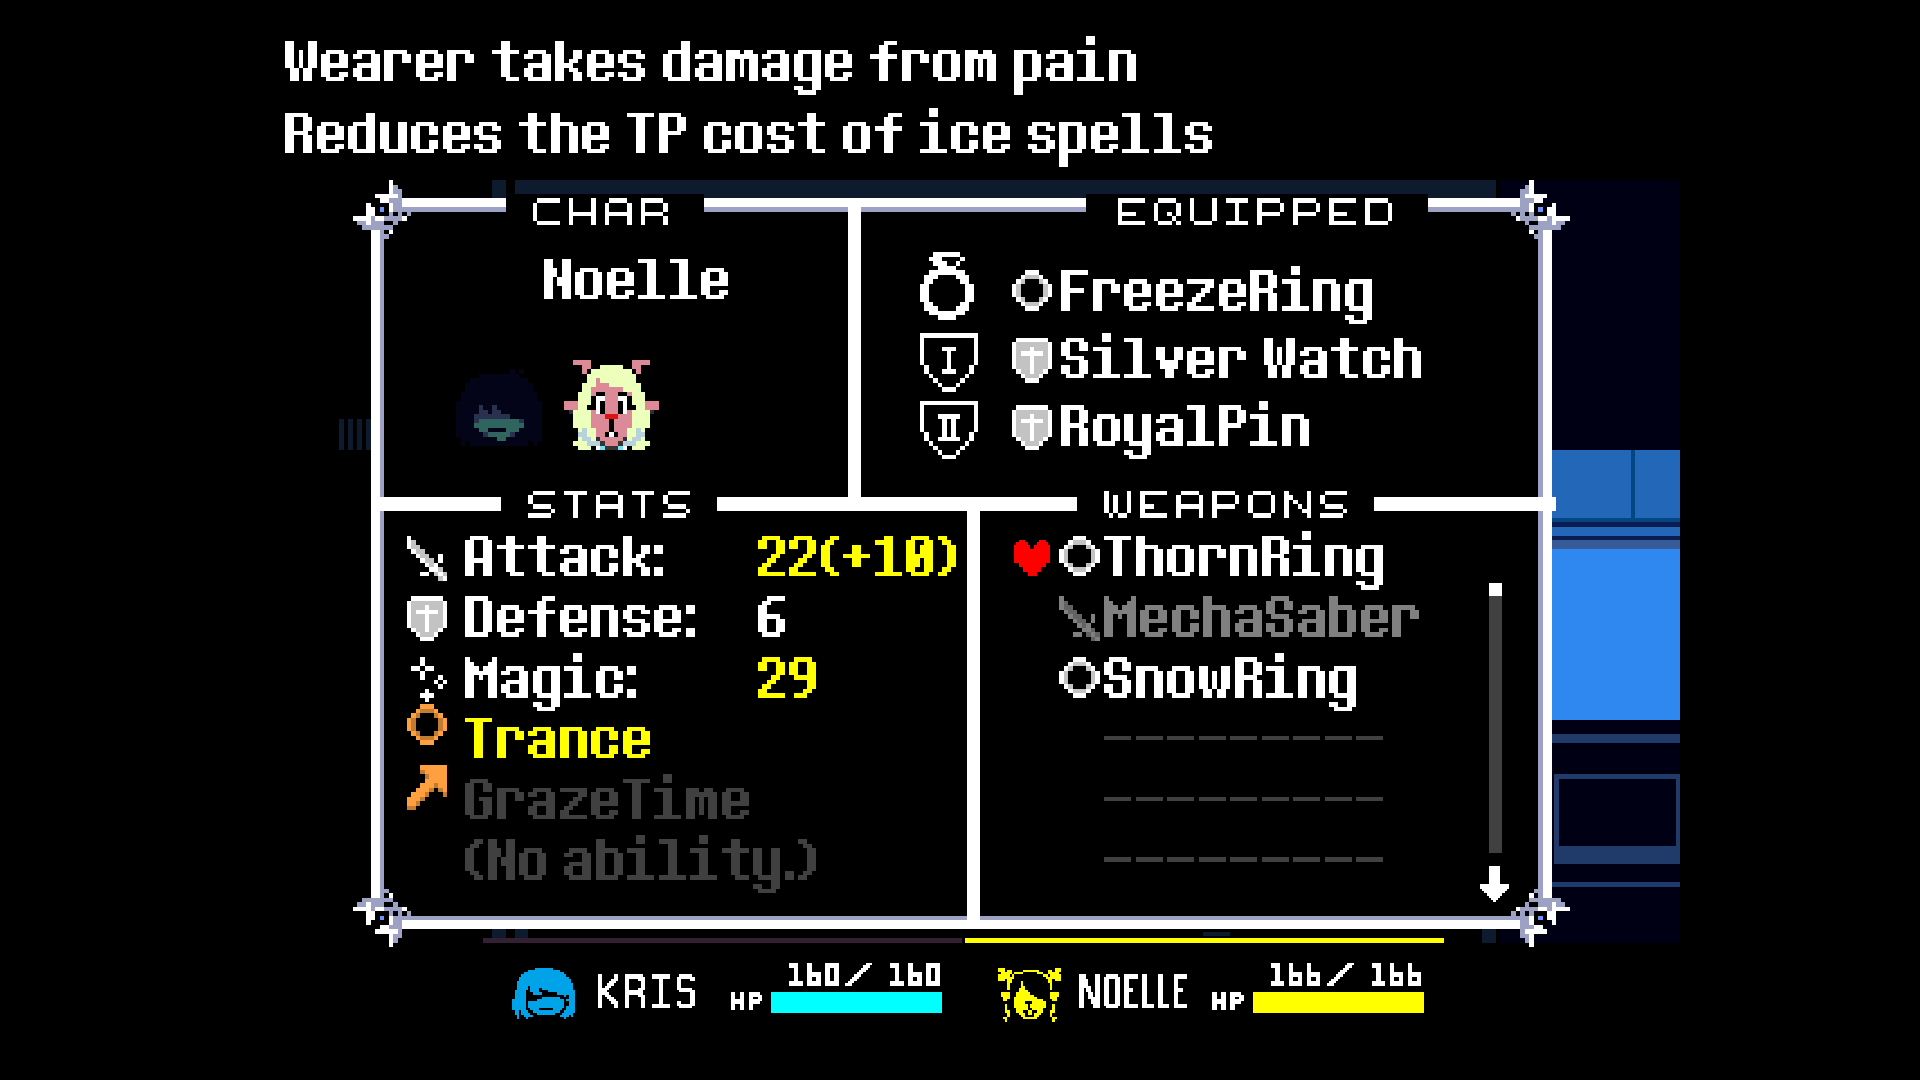 Wearer takes damage from pain
Reduces the TP cost of ice spells
CHAR
EQUIPPED
Noelle
FreezeRing
I
Silver Watch
II
RoyalPin
STATS
WEAPONS
Attack: 22(+10)
Defense: 6
Magic: 29
Trance
GrazeTime
(No ability.)
ThornRing
MechaSaber
SnowRing
---------
---------
---------
KRIS HP 160/ 160
NOELLE HP 166/ 166